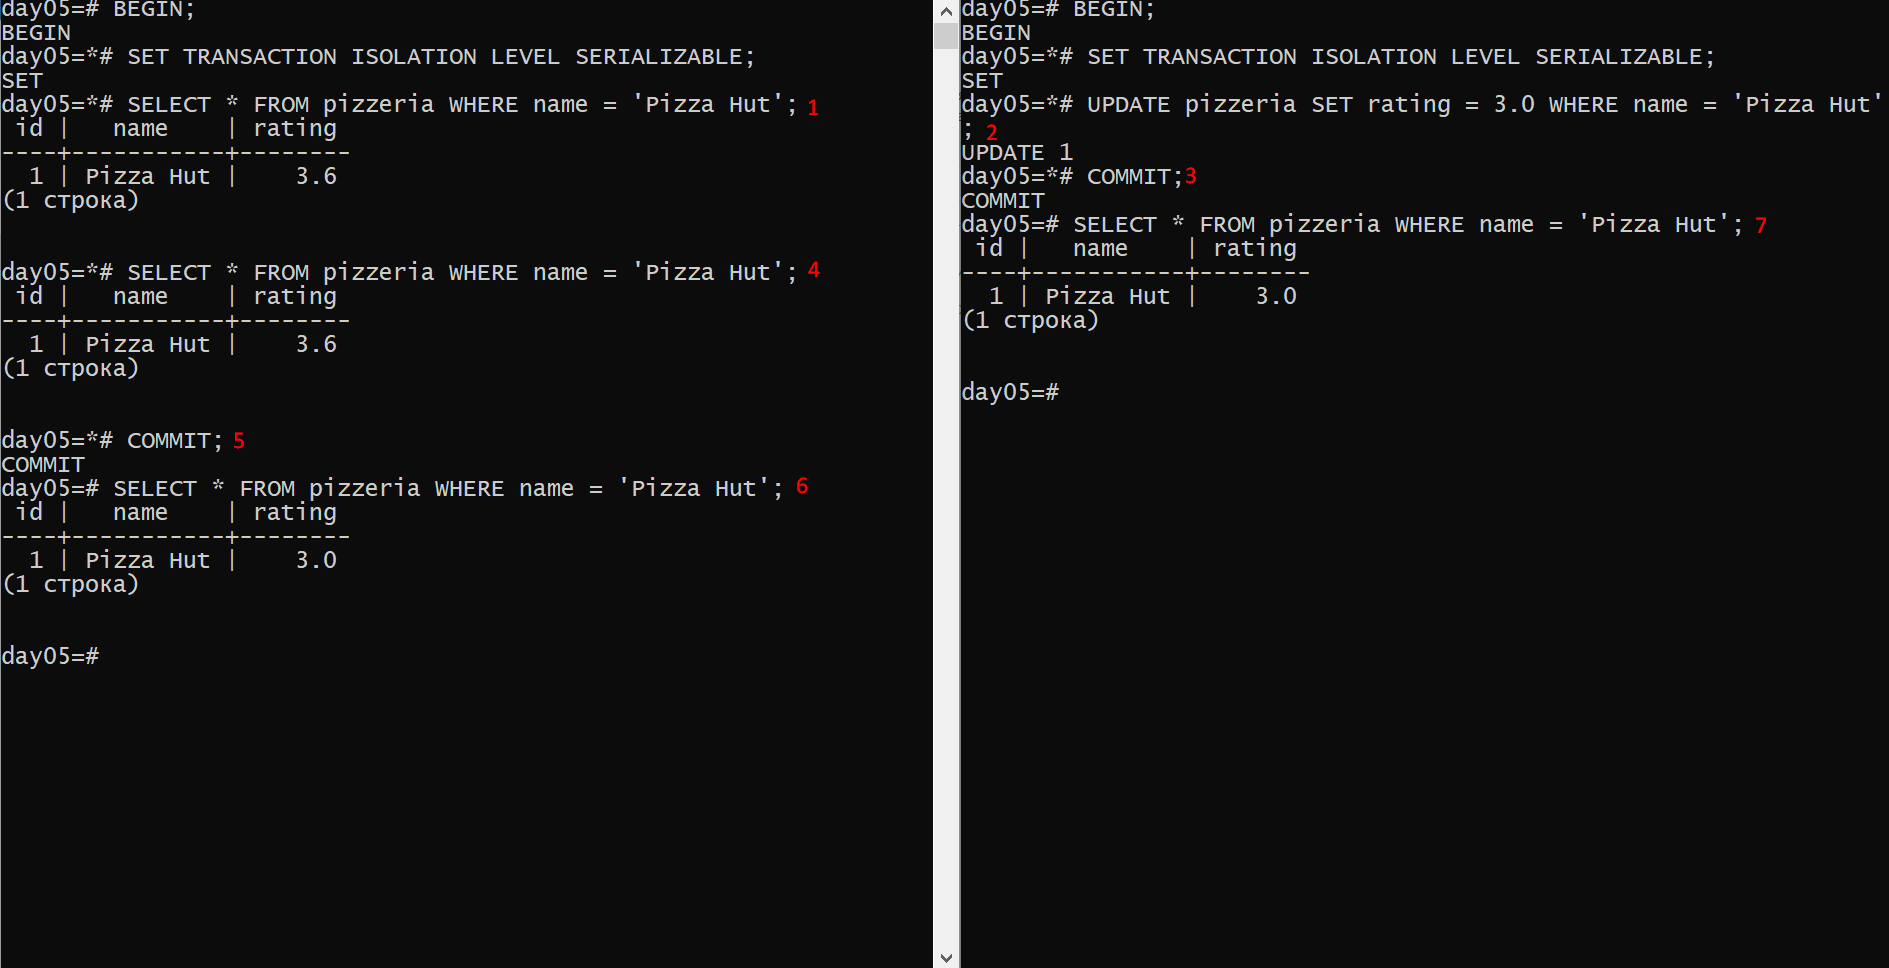 day05=# BEGIN;
BEGIN
day05=*# SET TRANSACTION ISOLATION LEVEL SERIALIZABLE;
SET
day05=*# SELECT * FROM pizzeria WHERE name = 'Pizza Hut'; 1
 id |   name    | rating
----+-----------+--------
  1 | Pizza Hut |    3.6
(1 строка)
day05=*# SELECT * FROM pizzeria WHERE name = 'Pizza Hut'; 4
 id |   name    | rating
----+-----------+--------
  1 | Pizza Hut |    3.6
(1 строка)
day05=*# COMMIT; 5
COMMIT
day05=# SELECT * FROM pizzeria WHERE name = 'Pizza Hut'; 6
 id |   name    | rating
----+-----------+--------
  1 | Pizza Hut |    3.0
(1 строка)
day05=#
day05=# BEGIN;
BEGIN
day05=*# SET TRANSACTION ISOLATION LEVEL SERIALIZABLE;
SET
day05=*# UPDATE pizzeria SET rating = 3.0 WHERE name = 'Pizza Hut'
; 2
UPDATE 1
day05=*# COMMIT;3
COMMIT
day05=# SELECT * FROM pizzeria WHERE name = 'Pizza Hut'; 7
 id |   name    | rating
----+-----------+--------
  1 | Pizza Hut |    3.0
(1 строка)
day05=#